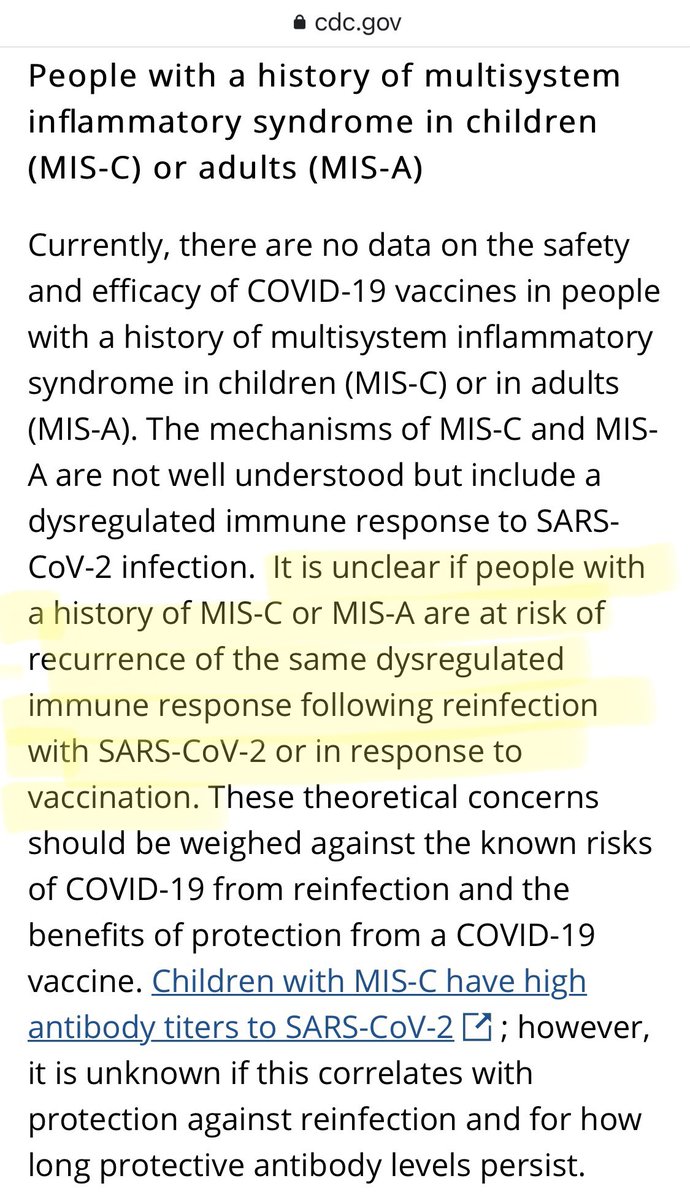 cdc.gov
People with a history of multisystem
inflammatory syndrome in children
(MIS-C) or adults (MIS-A)
Currently, there are no data on the safety
and efficacy of COVID-19 vaccines in people
with a history of multisystem inflammatory
syndrome in children (MIS-C) or in adults
(MIS-A). The mechanisms of MIS-C and MIS-
A are not well understood but include a
dysregulated immune response to SARS-
CoV-2 infection. It is unclear if people with
a history of MIS-C or MIS-A are at risk of
recurrence of the same dysregulated
immune response following reinfection
with SARS-CoV-2 or in response to
vaccination. These theoretical concerns
should be weighed against the known risks
of COVID-19 from reinfection and the
benefits of protection from a COVID-19
vaccine. Children with MIS-C have high
antibody titers to SARS-CoV-2 ; however,
it is unknown if this correlates with
protection against reinfection and for how
long protective antibody levels persist.